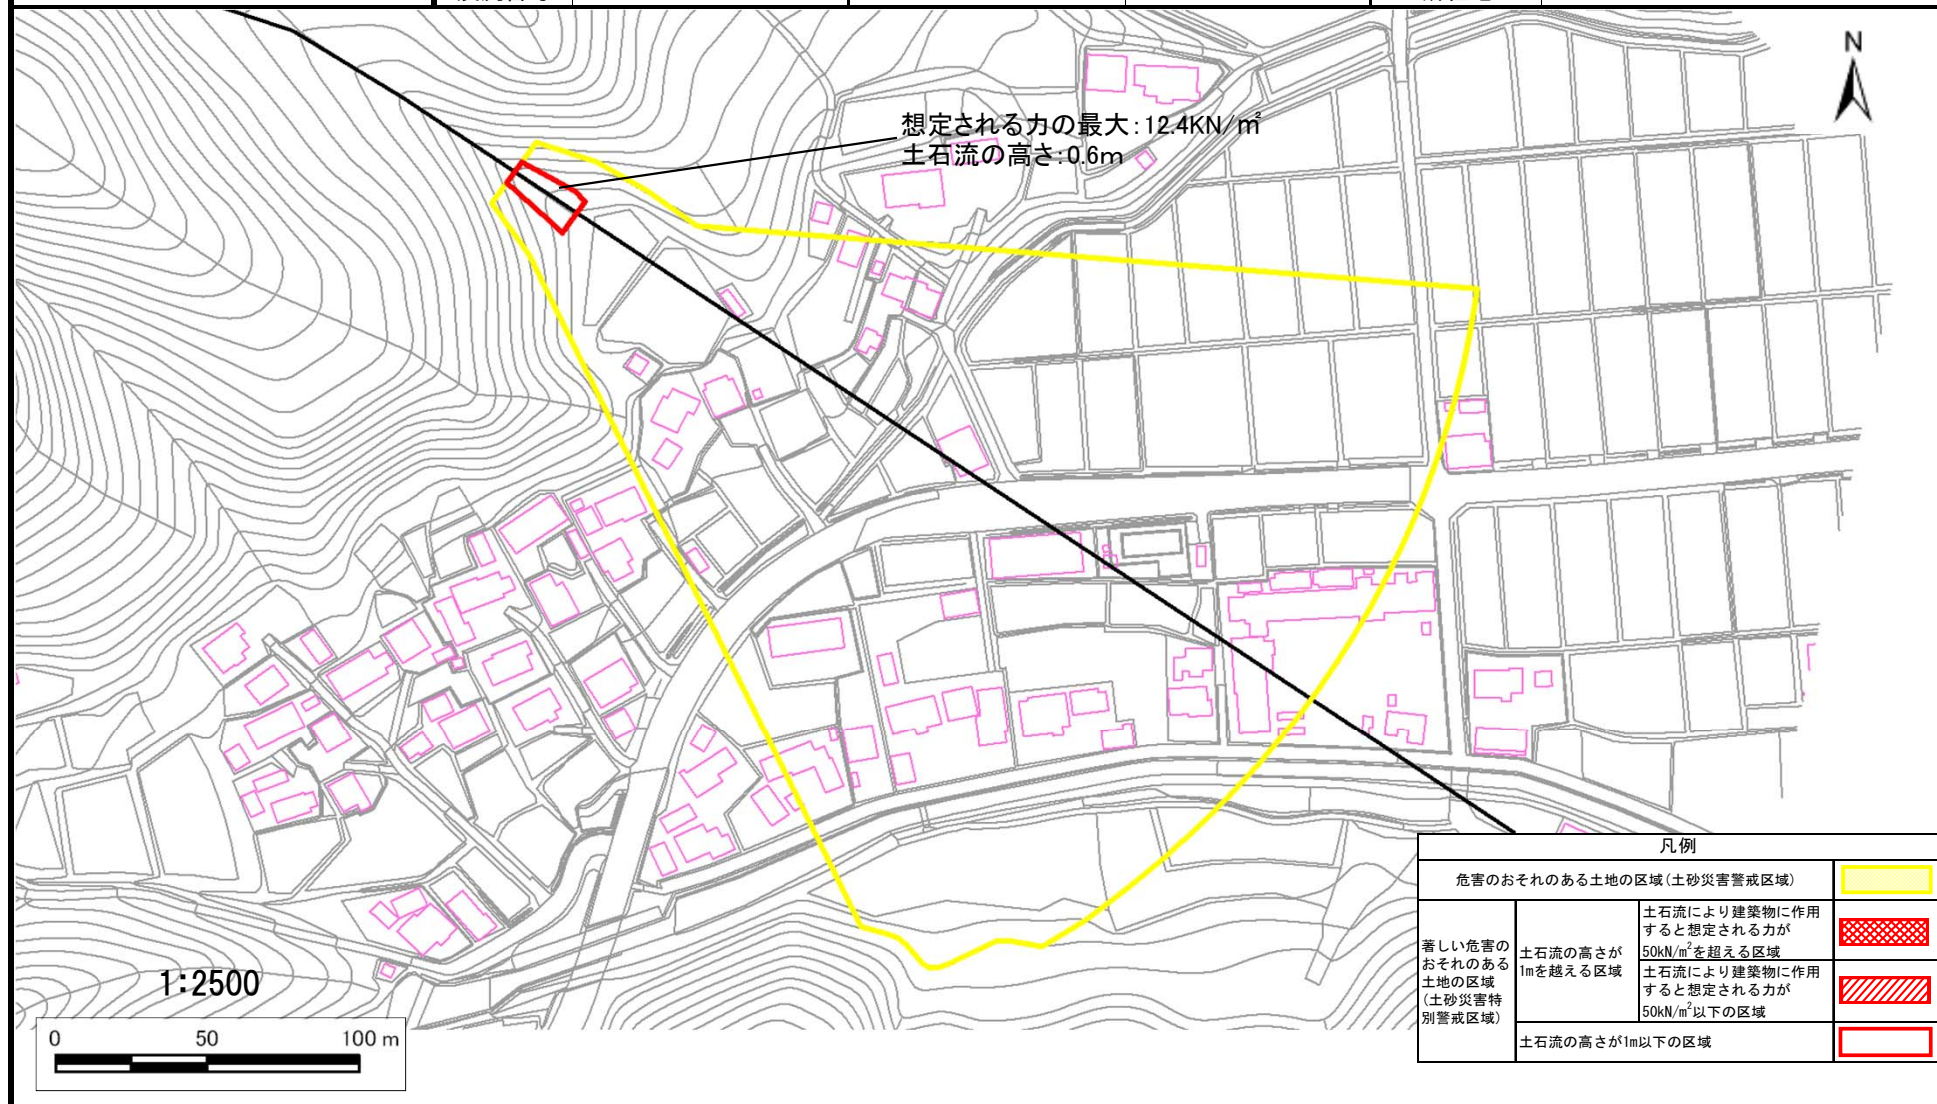 N
想定される力の最大:12.4KN/㎡
土石流の高さ:0.6m
1:2500
0 50 100 m
凡例
危害のおそれのある土地の区域(土砂災害警戒区域)
著しい危害の
おそれのある
土地の区域
(土砂災害特
別警戒区域)
土石流の高さが
1mを越える区域
土石流により建築物に作用
すると想定される力が
50kN/m²を超える区域
土石流により建築物に作用
すると想定される力が
50kN/m²以下の区域
土石流の高さが1m以下の区域